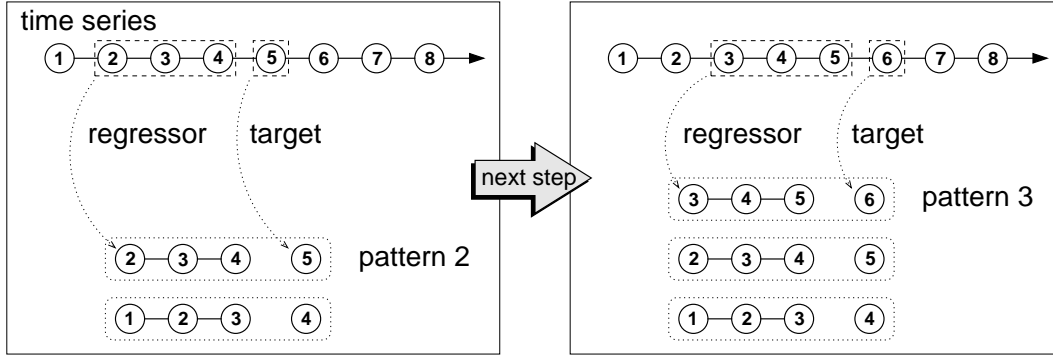 time series
1 2 3 4 5 6 7 8
regressor target
2 3 4 5 pattern 2
1 2 3 4
next step
1 2 3 4 5 6 7 8
regressor target
3 4 5 6 pattern 3
2 3 4 5
1 2 3 4